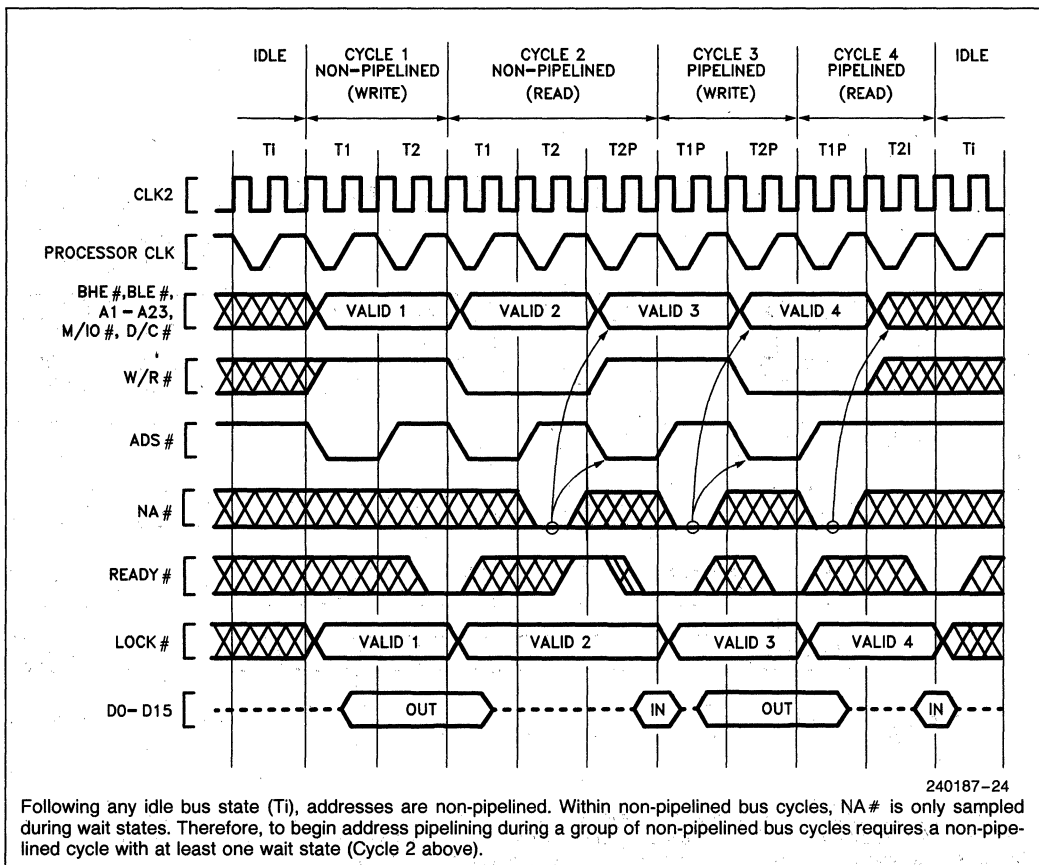 IDLE CYCLE 1 CYCLE 2 CYCLE 3 CYCLE 4 IDLE
NON-PIPELINED NON-PIPELINED PIPELINED PIPELINED
(WRITE) (READ) (WRITE) (READ)
Ti T1 T2 T1 T2 T2P T1P T2P T1P T2I Ti
CLK2
PROCESSOR CLK
BHE #,BLE #,
A1 – A23,
M/IO #, D/C #
VALID 1 VALID 2 VALID 3 VALID 4
W/R #
ADS #
NA #
READY #
LOCK # VALID 1 VALID 2 VALID 3 VALID 4
D0– D15 OUT IN OUT IN
240187–24
Following any idle bus state (Ti), addresses are non-pipelined. Within non-pipelined bus cycles, NA# is only sampled
during wait states. Therefore, to begin address pipelining during a group of non-pipelined bus cycles requires a non-pipe-
lined cycle with at least one wait state (Cycle 2 above).